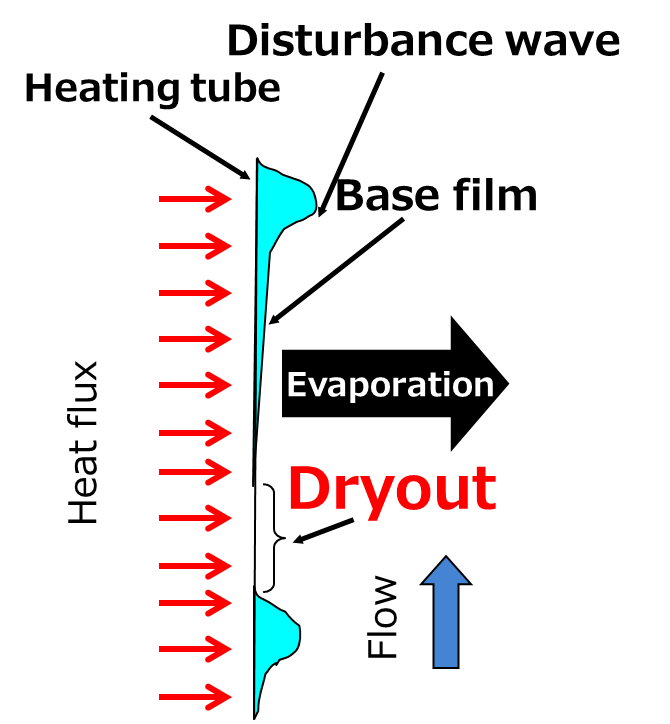 Disturbance wave
Heating tube
Base film
Evaporation
Heat flux
Dryout
Flow